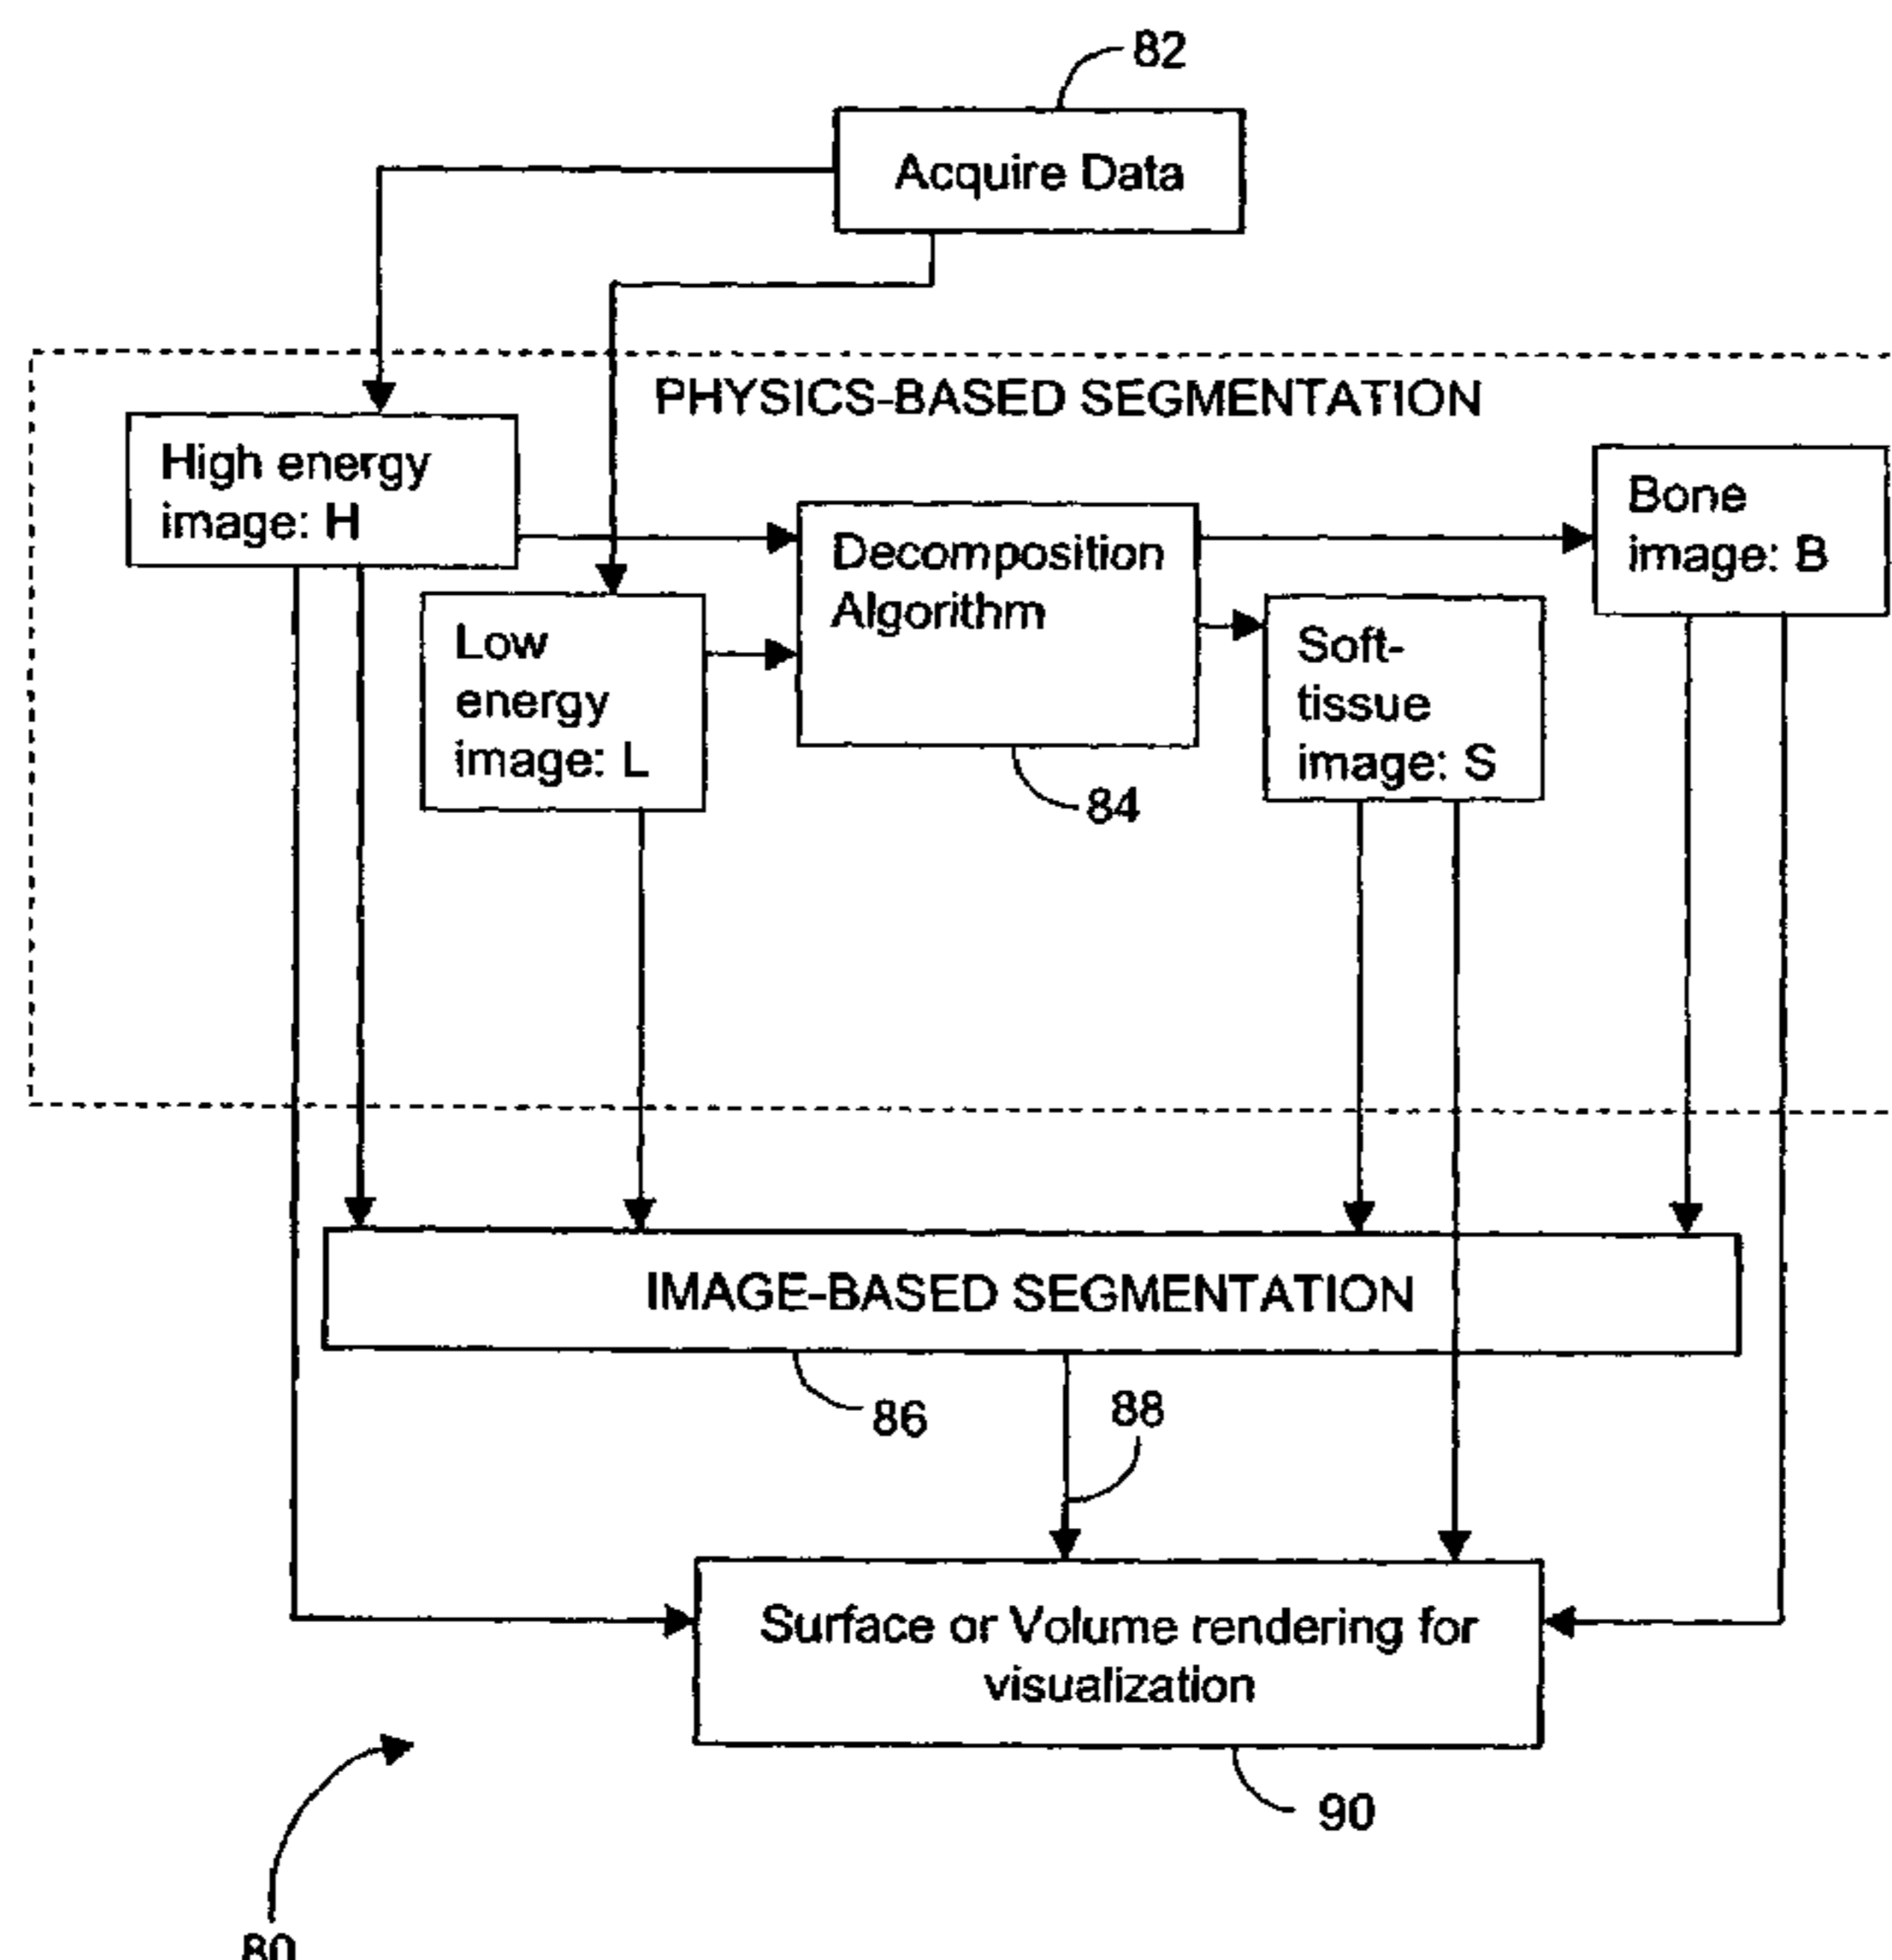 82
Acquire Data
PHYSICS-BASED SEGMENTATION
High energy
image: H
Low
energy
image: L
Decomposition
Algorithm
84
Soft-
tissue
image: S
Bone
image: B
IMAGE-BASED SEGMENTATION
86
88
Surface or Volume rendering for
visualization
90
80